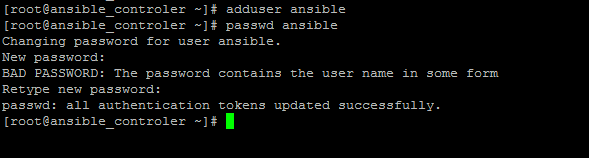 [root@ansible_controler ~]# adduser ansible
[root@ansible_controler ~]# passwd ansible
Changing password for user ansible.
New password:
BAD PASSWORD: The password contains the user name in some form
Retype new password:
passwd: all authentication tokens updated successfully.
[root@ansible_controler ~]#